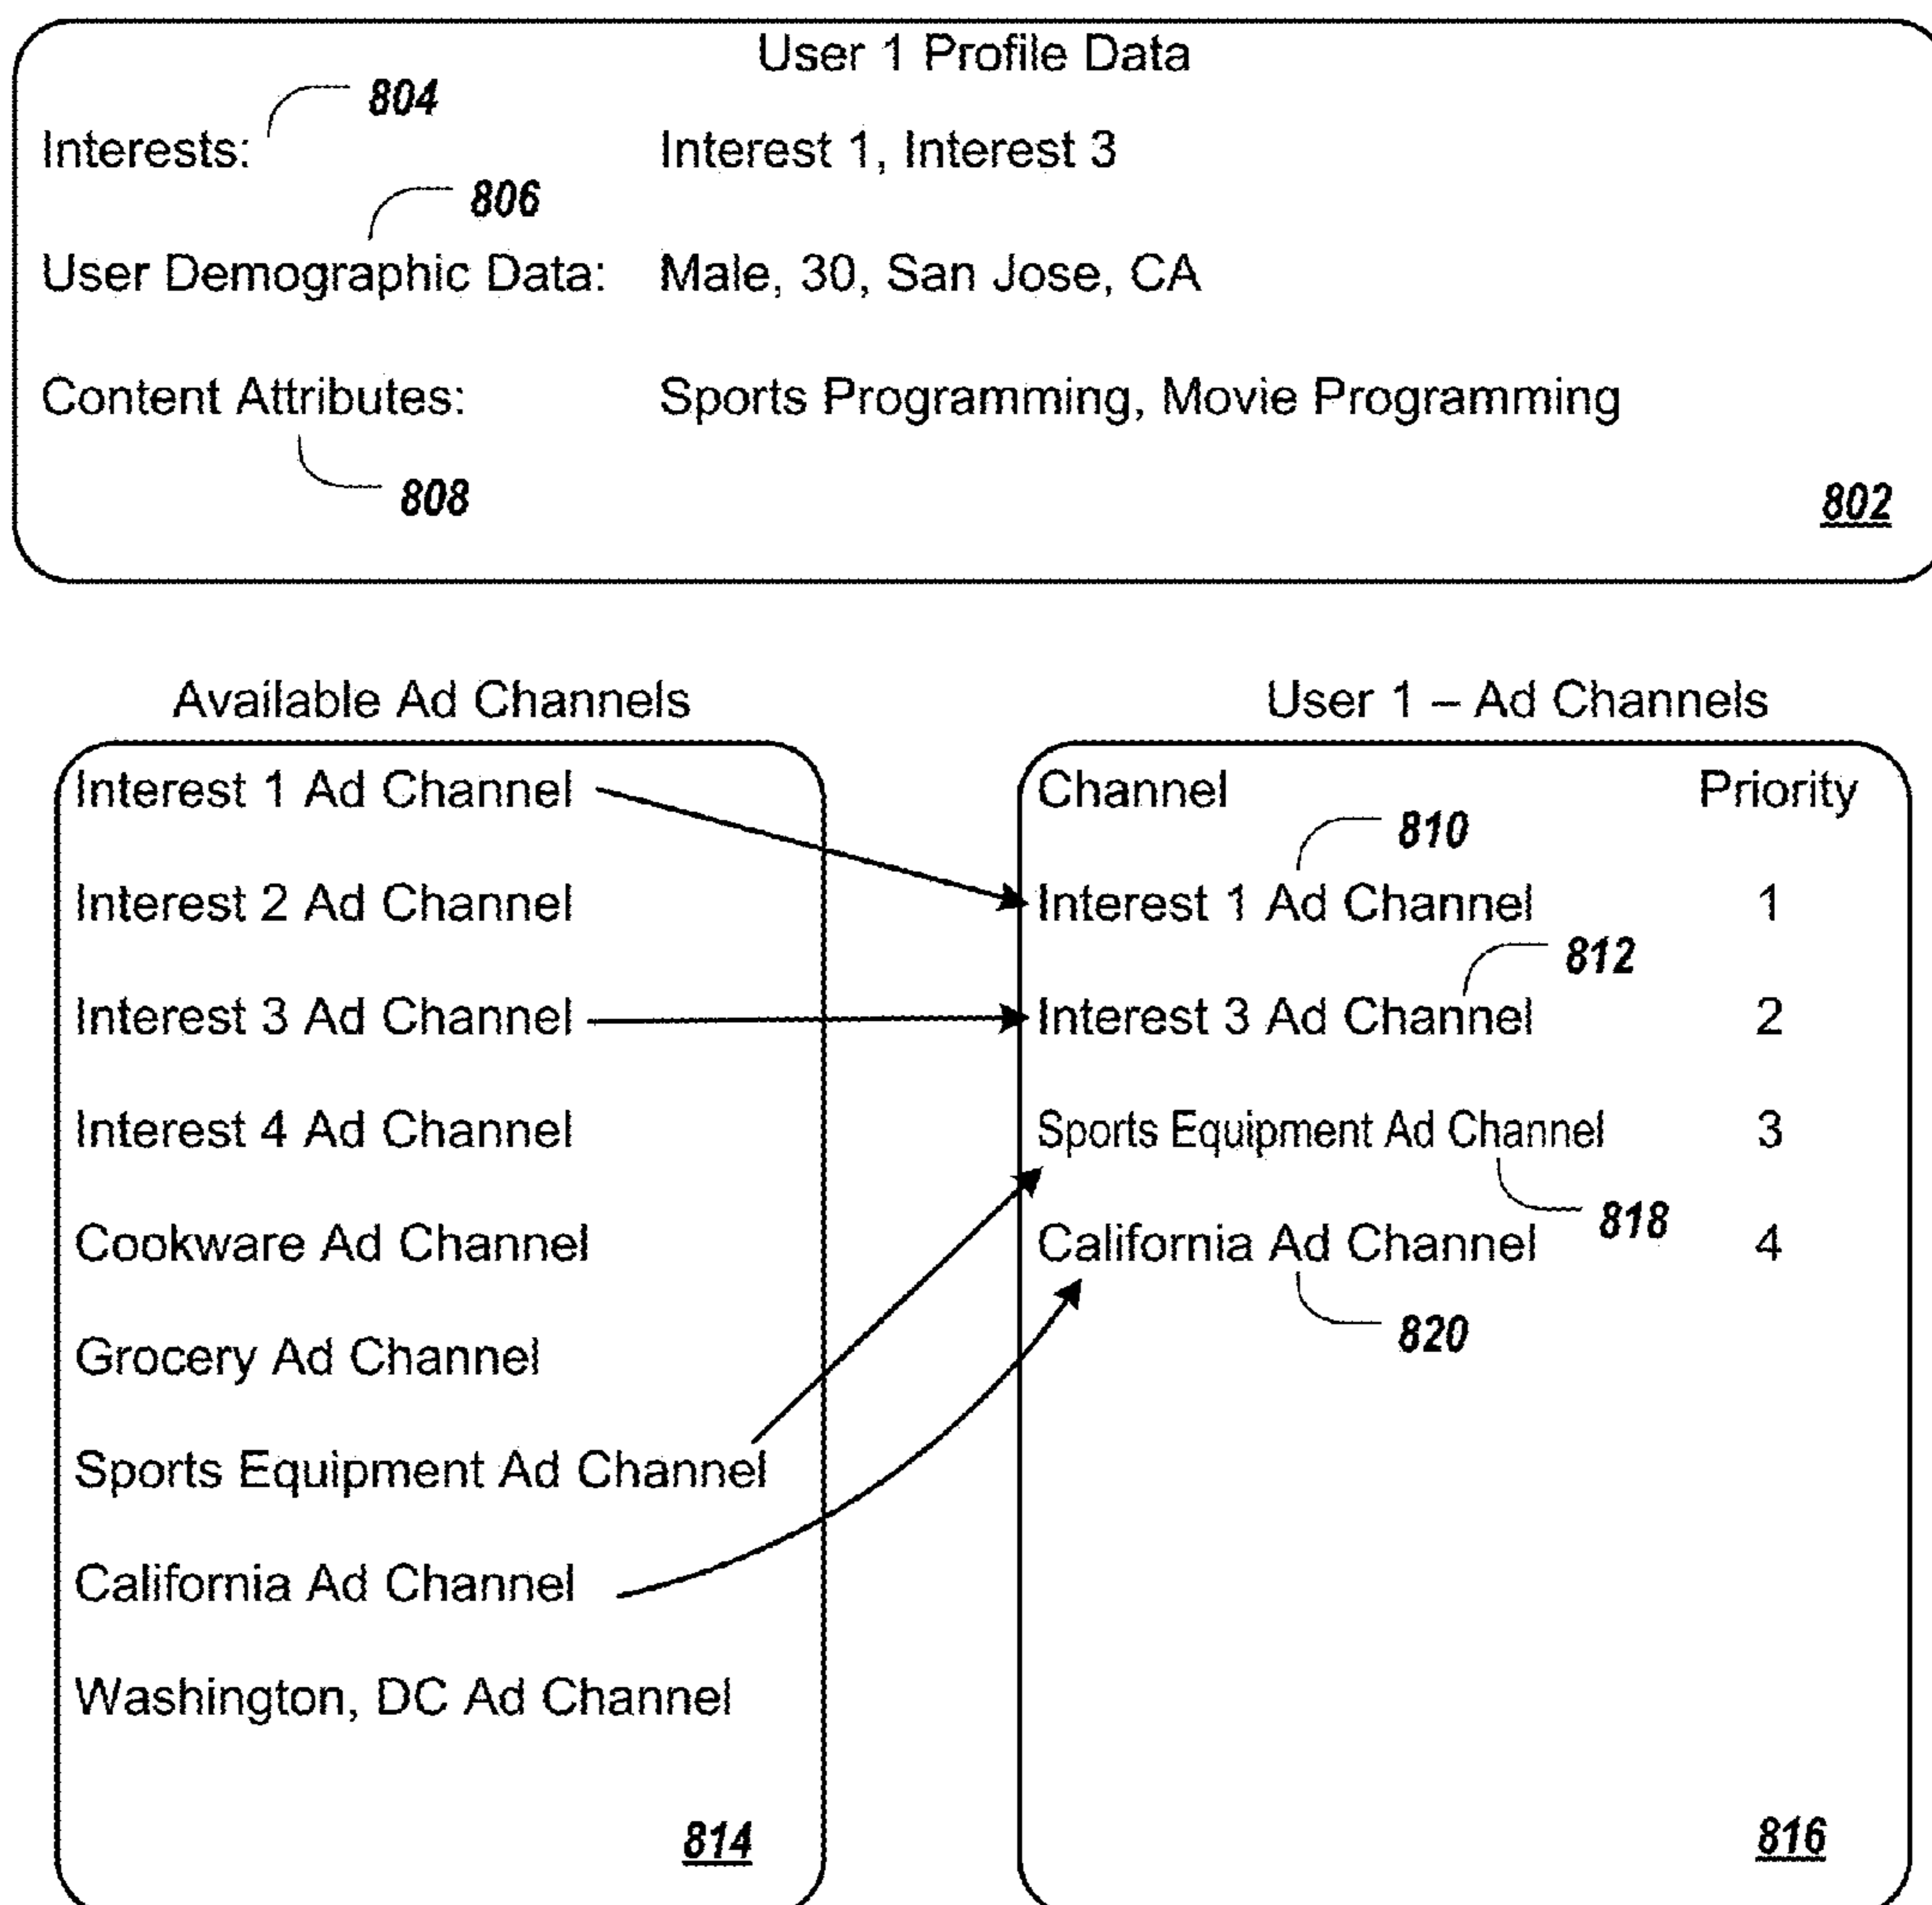 User 1 Profile Data
804
Interests: Interest 1, Interest 3
806
User Demographic Data: Male, 30, San Jose, CA
Content Attributes: Sports Programming, Movie Programming
808
802
Available Ad Channels
Interest 1 Ad Channel
Interest 2 Ad Channel
Interest 3 Ad Channel
Interest 4 Ad Channel
Cookware Ad Channel
Grocery Ad Channel
Sports Equipment Ad Channel
California Ad Channel
Washington, DC Ad Channel
814
User 1 – Ad Channels
Channel Priority
810
Interest 1 Ad Channel 1
812
Interest 3 Ad Channel 2
Sports Equipment Ad Channel 3
818
California Ad Channel 4
820
816